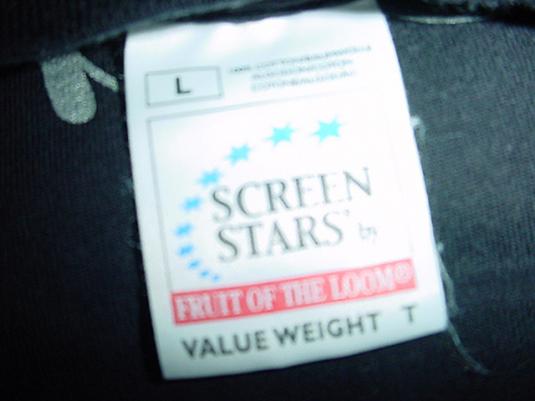 L
SCREEN
STARS® by
FRUIT OF THE LOOM®
VALUE WEIGHT T